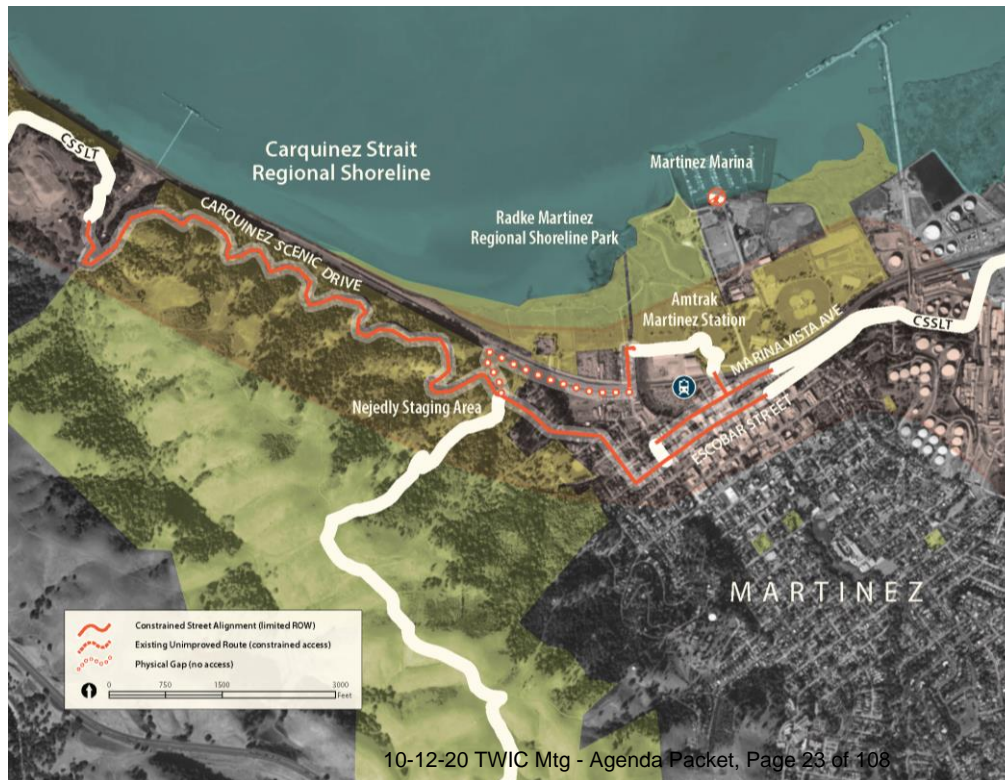 CSSLT
Carquinez Strait
Regional Shoreline
Martinez Marina
CARQUINEZ SCENIC DRIVE
Radke Martinez
Regional Shoreline Park
Amtrak
Martinez Station
MARINA VISTA AVE
CSSLT
Nejedly Staging Area
ESCOBAR STREET
MARTINEZ
Constrained Street Alignment (limited ROW)
Existing Unimproved Route (constrained access)
Physical Gap (no access)
0 750 1500 3000
Feet
10-12-20 TWIC Mtg - Agenda Packet, Page 23 of 108